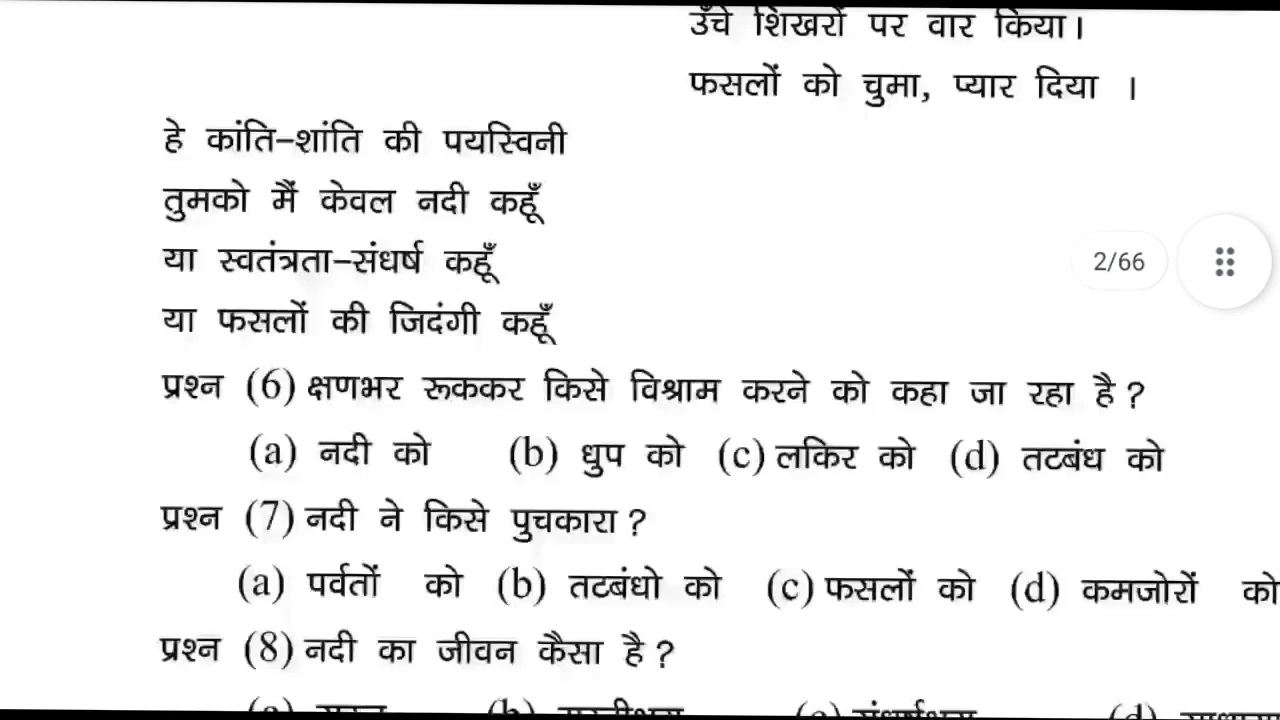 उँचे शिखरों पर वार किया।
फसलों को चुमा, प्यार दिया ।
हे कांति–शांति की पयस्विनी
तुमको मैं केवल नदी कहूँ
या स्वतंत्रता–संधर्ष कहूँ
2/66
या फसलों की जिदंगी कहूँ
प्रश्न (6) क्षणभर रूककर किसे विश्राम करने को कहा जा रहा है ?
(a) नदी को (b) धुप को (c) लकिर को (d) तटबंध को
प्रश्न (7) नदी ने किसे पुचकारा ?
(a) पर्वतों को (b) तटबंधो को (c) फसलों को (d) कमजोरों को
प्रश्न (8) नदी का जीवन कैसा है ?